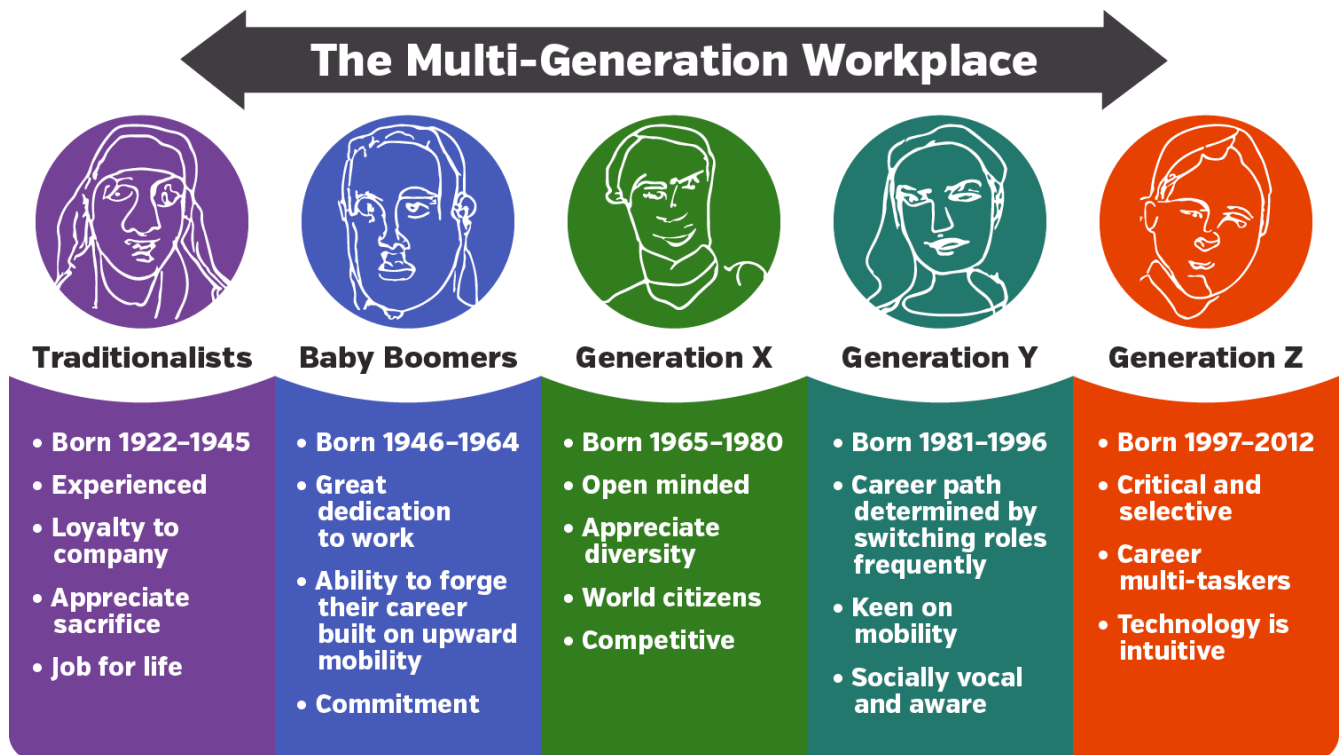 The Multi-Generation Workplace
Traditionalists
• Born 1922–1945
• Experienced
• Loyalty to
company
• Appreciate
sacrifice
• Job for life
Baby Boomers
• Born 1946–1964
• Great
dedication
to work
• Ability to forge
their career
built on upward
mobility
• Commitment
Generation X
• Born 1965–1980
• Open minded
• Appreciate
diversity
• World citizens
• Competitive
Generation Y
• Born 1981–1996
• Career path
determined by
switching roles
frequently
• Keen on
mobility
• Socially vocal
and aware
Generation Z
• Born 1997–2012
• Critical and
selective
• Career
multi-taskers
• Technology is
intuitive